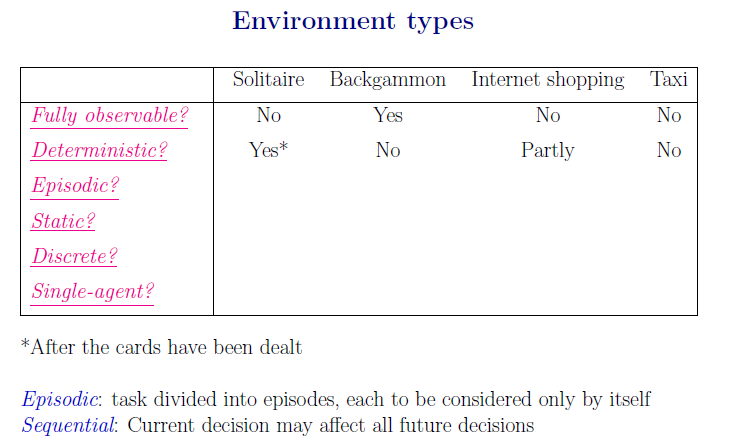 Environment types
Solitaire Backgammon Internet shopping Taxi
Fully observable? No Yes No No
Deterministic? Yes* No Partly No
Episodic?
Static?
Discrete?
Single-agent?
*After the cards have been dealt
Episodic: task divided into episodes, each to be considered only by itself
Sequential: Current decision may affect all future decisions